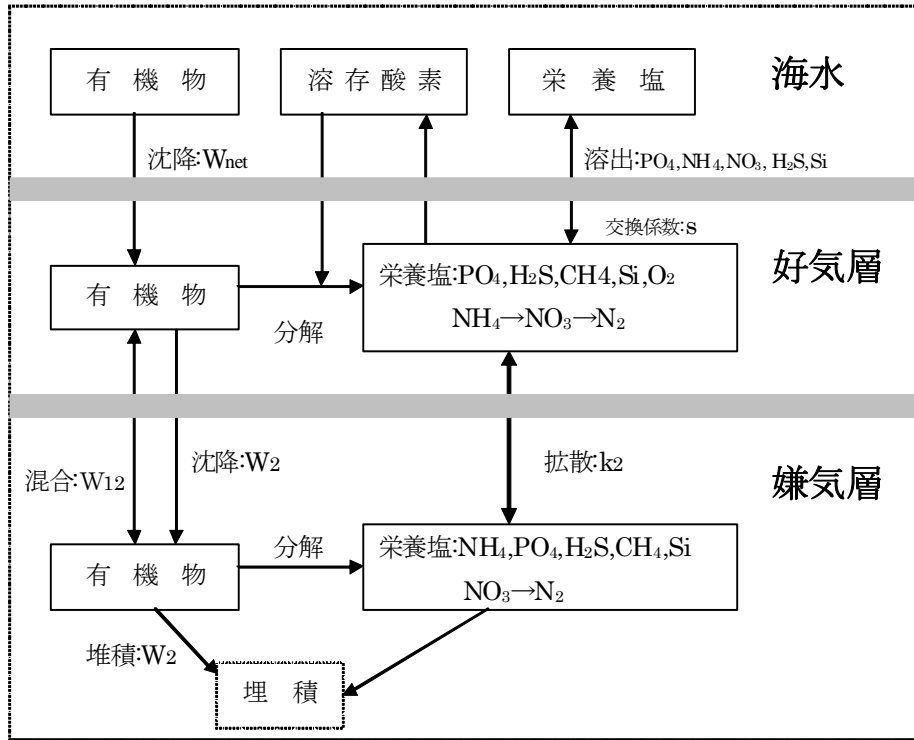 有機物
溶存酸素
栄養塩
海水
沈降:Wnet
溶出:PO₄,NH₄,NO₃, H₂S,Si
交換係数:s
有機物
分解
栄養塩:PO₄,H₂S,CH4,Si,O₂
NH₄→NO₃→N₂
好気層
混合:W₁₂
沈降:W₂
拡散:k₂
嫌気層
有機物
分解
栄養塩:NH₄,PO₄,H₂S,CH₄,Si
NO₃→N₂
堆積:W₂
埋積